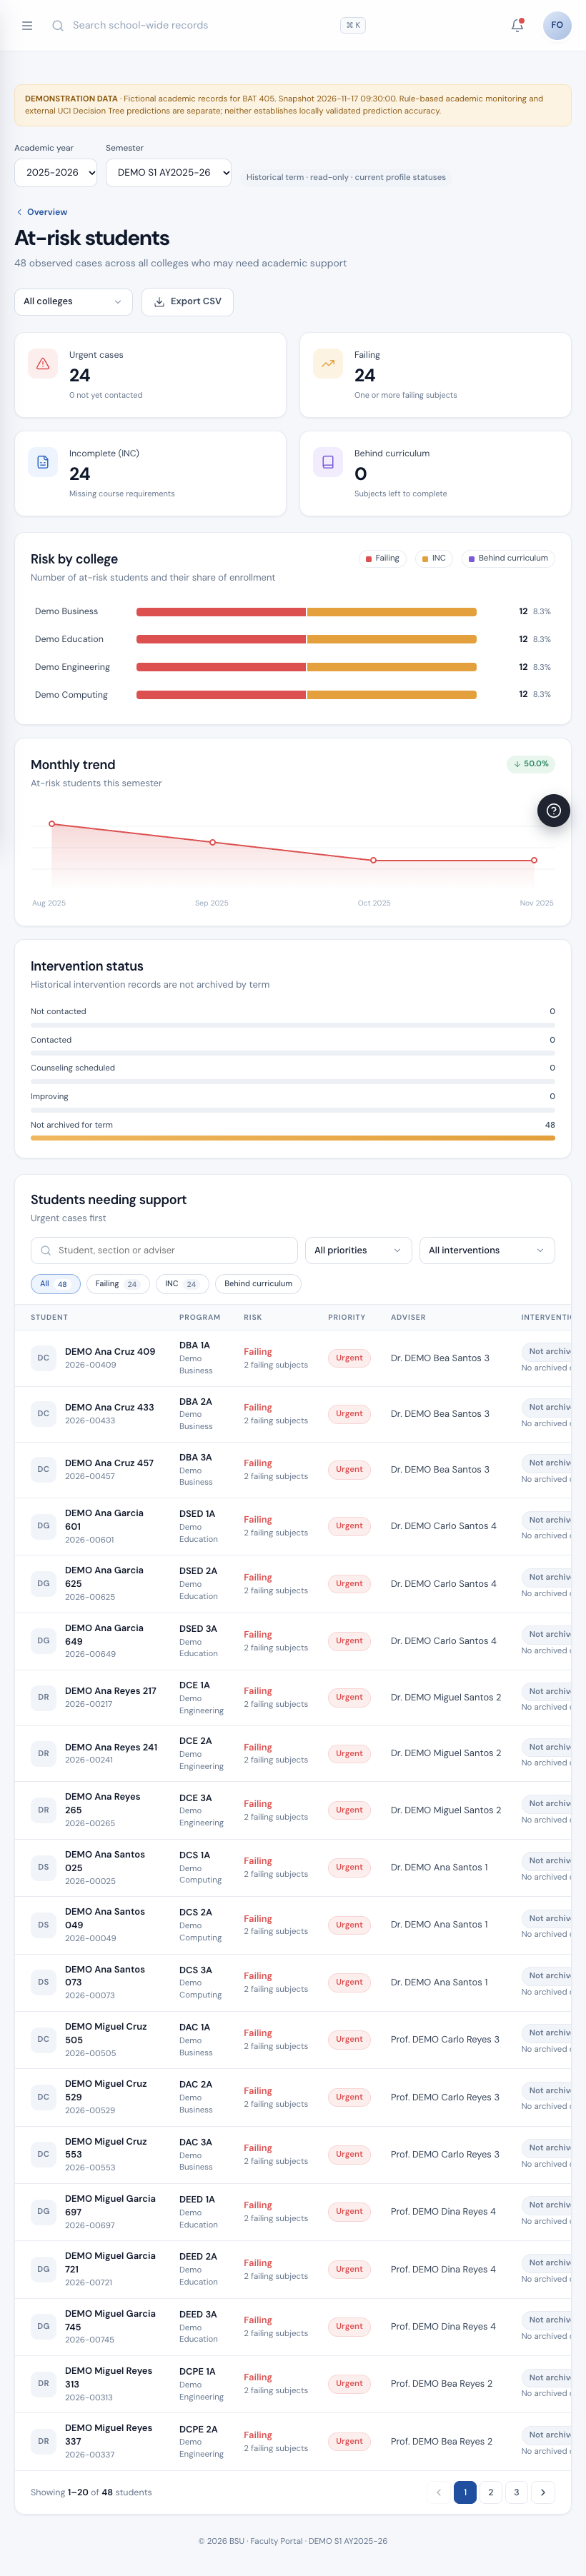 Search school-wide records
⌘ K
FO
DEMONSTRATION DATA · Fictional academic records for BAT 405. Snapshot 2026-11-17 09:30:00. Rule-based academic monitoring and
external UCI Decision Tree predictions are separate; neither establishes locally validated prediction accuracy.
Academic year
Semester
2025-2026
DEMO S1 AY2025-26
Historical term · read-only · current profile statuses
Overview
At-risk students
48 observed cases across all colleges who may need academic support
All colleges
Export CSV
Urgent cases
24
0 not yet contacted
Failing
24
One or more failing subjects
Incomplete (INC)
24
Missing course requirements
Behind curriculum
0
Subjects left to complete
Risk by college
Failing
INC
Behind curriculum
Number of at-risk students and their share of enrollment
Demo Business 12 8.3%
Demo Education 12 8.3%
Demo Engineering 12 8.3%
Demo Computing 12 8.3%
Monthly trend
↓ 50.0%
At-risk students this semester
Aug 2025 Sep 2025 Oct 2025 Nov 2025
Intervention status
Historical intervention records are not archived by term
Not contacted 0
Contacted 0
Counseling scheduled 0
Improving 0
Not archived for term 48
Students needing support
Urgent cases first
Student, section or adviser
All priorities
All interventions
All 48
Failing 24
INC 24
Behind curriculum
STUDENT PROGRAM RISK PRIORITY ADVISER INTERVENTIO
DC DEMO Ana Cruz 409 2026-00409 DBA 1A Demo Business Failing 2 failing subjects Urgent Dr. DEMO Bea Santos 3 Not archive No archived
DC DEMO Ana Cruz 433 2026-00433 DBA 2A Demo Business Failing 2 failing subjects Urgent Dr. DEMO Bea Santos 3 Not archive No archived
DC DEMO Ana Cruz 457 2026-00457 DBA 3A Demo Business Failing 2 failing subjects Urgent Dr. DEMO Bea Santos 3 Not archive No archived
DG DEMO Ana Garcia 601 2026-00601 DSED 1A Demo Education Failing 2 failing subjects Urgent Dr. DEMO Carlo Santos 4 Not archive No archived
DG DEMO Ana Garcia 625 2026-00625 DSED 2A Demo Education Failing 2 failing subjects Urgent Dr. DEMO Carlo Santos 4 Not archive No archived
DG DEMO Ana Garcia 649 2026-00649 DSED 3A Demo Education Failing 2 failing subjects Urgent Dr. DEMO Carlo Santos 4 Not archive No archived
DR DEMO Ana Reyes 217 2026-00217 DCE 1A Demo Engineering Failing 2 failing subjects Urgent Dr. DEMO Miguel Santos 2 Not archive No archived
DR DEMO Ana Reyes 241 2026-00241 DCE 2A Demo Engineering Failing 2 failing subjects Urgent Dr. DEMO Miguel Santos 2 Not archive No archived
DR DEMO Ana Reyes 265 2026-00265 DCE 3A Demo Engineering Failing 2 failing subjects Urgent Dr. DEMO Miguel Santos 2 Not archive No archived
DS DEMO Ana Santos 025 2026-00025 DCS 1A Demo Computing Failing 2 failing subjects Urgent Dr. DEMO Ana Santos 1 Not archive No archived
DS DEMO Ana Santos 049 2026-00049 DCS 2A Demo Computing Failing 2 failing subjects Urgent Dr. DEMO Ana Santos 1 Not archive No archived
DS DEMO Ana Santos 073 2026-00073 DCS 3A Demo Computing Failing 2 failing subjects Urgent Dr. DEMO Ana Santos 1 Not archive No archived
DC DEMO Miguel Cruz 505 2026-00505 DAC 1A Demo Business Failing 2 failing subjects Urgent Prof. DEMO Carlo Reyes 3 Not archive No archived
DC DEMO Miguel Cruz 529 2026-00529 DAC 2A Demo Business Failing 2 failing subjects Urgent Prof. DEMO Carlo Reyes 3 Not archive No archived
DC DEMO Miguel Cruz 553 2026-00553 DAC 3A Demo Business Failing 2 failing subjects Urgent Prof. DEMO Carlo Reyes 3 Not archive No archived
DG DEMO Miguel Garcia 697 2026-00697 DEED 1A Demo Education Failing 2 failing subjects Urgent Prof. DEMO Dina Reyes 4 Not archive No archived
DG DEMO Miguel Garcia 721 2026-00721 DEED 2A Demo Education Failing 2 failing subjects Urgent Prof. DEMO Dina Reyes 4 Not archive No archived
DG DEMO Miguel Garcia 745 2026-00745 DEED 3A Demo Education Failing 2 failing subjects Urgent Prof. DEMO Dina Reyes 4 Not archive No archived
DR DEMO Miguel Reyes 313 2026-00313 DCPE 1A Demo Engineering Failing 2 failing subjects Urgent Prof. DEMO Bea Reyes 2 Not archive No archived
DR DEMO Miguel Reyes 337 2026-00337 DCPE 2A Demo Engineering Failing 2 failing subjects Urgent Prof. DEMO Bea Reyes 2 Not archive No archived
Showing 1–20 of 48 students
1 2 3
© 2026 BSU · Faculty Portal · DEMO S1 AY2025-26